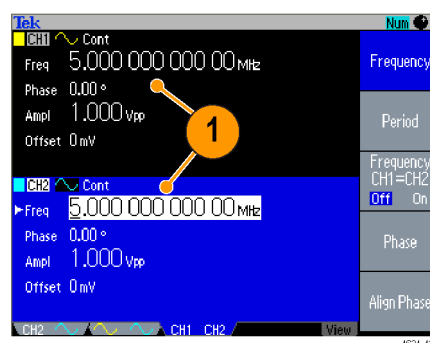 Tek Num
CH1 Cont
Freq 5.000 000 000 00 MHz
Phase 0.00 °
Ampl 1.000 Vpp
Offset 0 mV
1
CH2 Cont
Freq 5.000 000 000 00 MHz
Phase 0.00 °
Ampl 1.000 Vpp
Offset 0 mV
CH2 CH1 CH2 View
Frequency
Period
Frequency
CH1=CH2
Off On
Phase
Align Phase